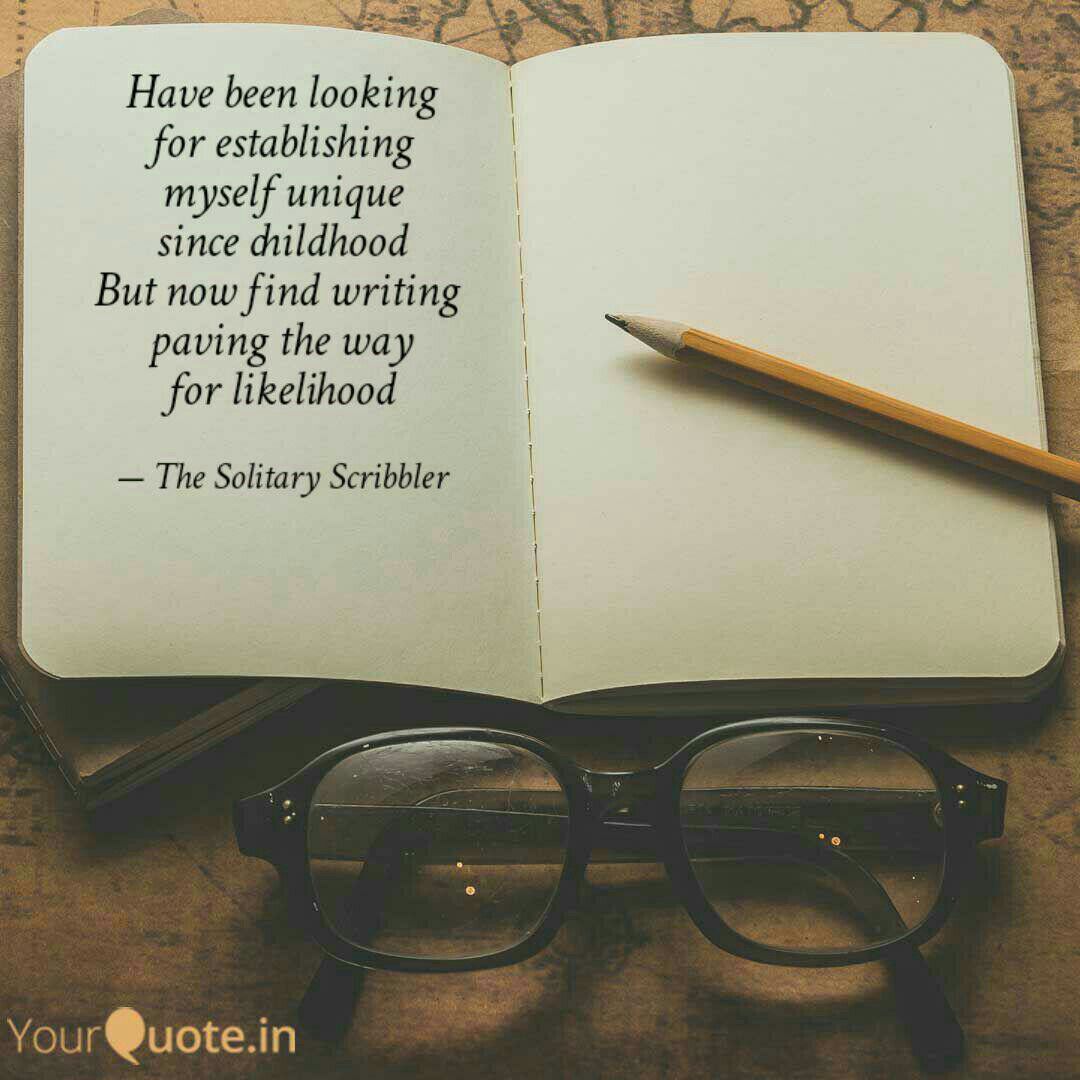 Have been looking
for establishing
myself unique
since childhood
But now find writing
paving the way
for likelihood
— The Solitary Scribbler
YourQuote.in